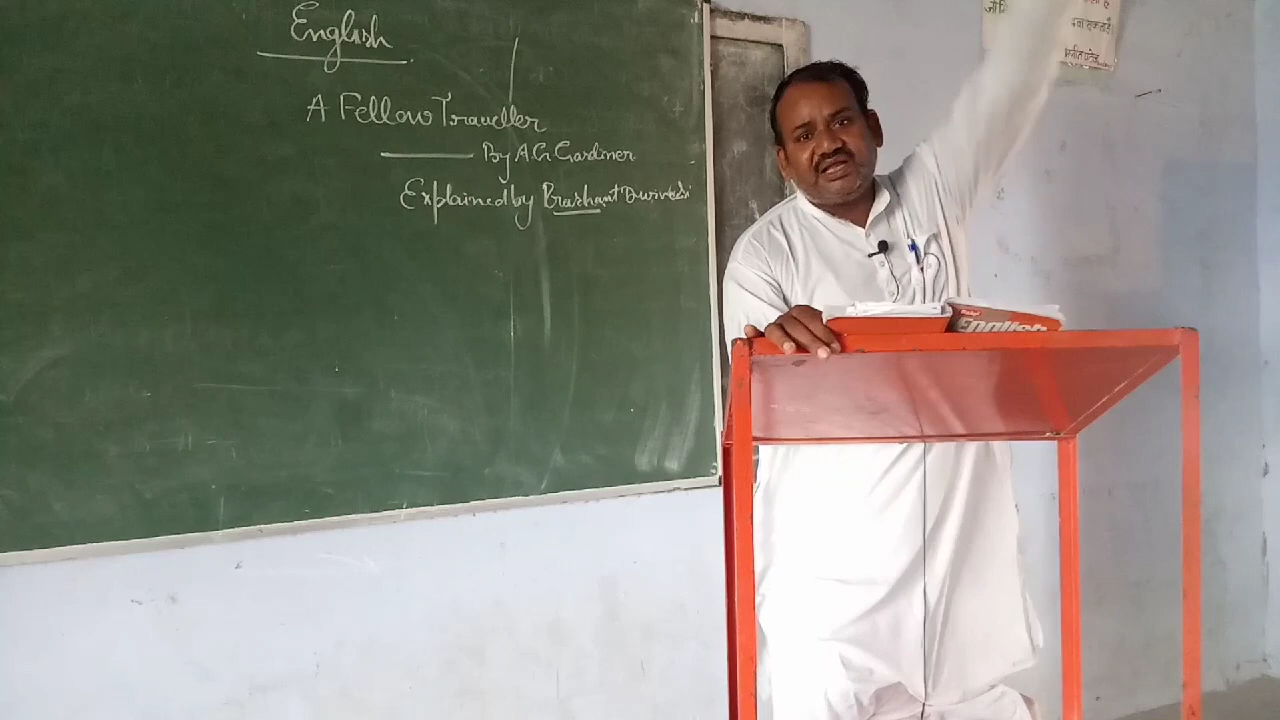 English
A Fellow Traveller
By A.G. Gardiner
Explained by Prashant Dwivedi
English